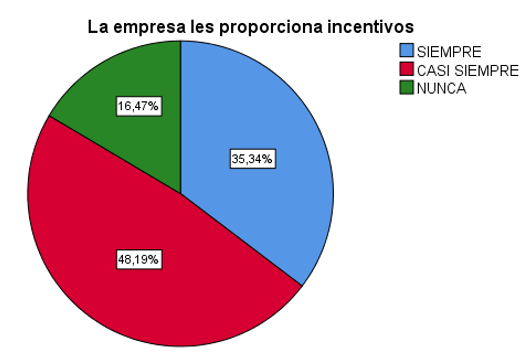 La empresa les proporciona incentivos
SIEMPRE
CASI SIEMPRE
NUNCA
16,47%
35,34%
48,19%